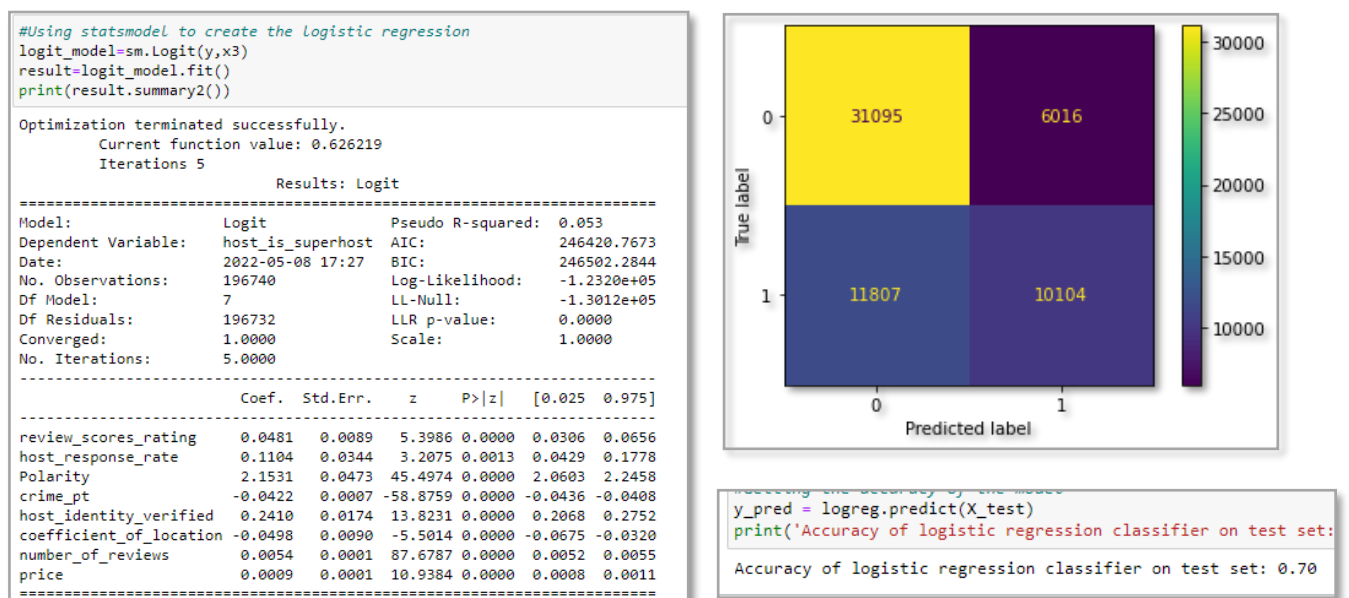 #Using statsmodel to create the logistic regression
logit_model=sm.Logit(y,x3)
result=logit_model.fit()
print(result.summary2())
Optimization terminated successfully.
Current function value: 0.626219
Iterations 5
Results: Logit
=================================================================
Model: Logit Pseudo R-squared: 0.053
Dependent Variable: host_is_superhost AIC: 246420.7673
Date: 2022-05-08 17:27 BIC: 246502.2844
No. Observations: 196740 Log-Likelihood: -1.2320e+05
Df Model: 7 LL-Null: -1.3012e+05
Df Residuals: 196732 LLR p-value: 0.0000
Converged: 1.0000 Scale: 1.0000
No. Iterations: 5.0000
-----------------------------------------------------------------
Coef. Std.Err. z P>|z| [0.025 0.975]
-----------------------------------------------------------------
review_scores_rating 0.0481 0.0089 5.3986 0.0000 0.0306 0.0656
host_response_rate 0.1104 0.0344 3.2075 0.0013 0.0429 0.1778
Polarity 2.1531 0.0473 45.4974 0.0000 2.0603 2.2458
crime_pt -0.0422 0.0007 -58.8759 0.0000 -0.0436 -0.0408
host_identity_verified 0.2410 0.0174 13.8231 0.0000 0.2068 0.2752
coefficient_of_location -0.0498 0.0090 -5.5014 0.0000 -0.0675 -0.0320
number_of_reviews 0.0054 0.0001 87.6787 0.0000 0.0052 0.0055
price 0.0009 0.0001 10.9384 0.0000 0.0008 0.0011
=================================================================
True label
0
31095 6016
1
11807 10104
0 1
Predicted label
30000
25000
20000
15000
10000
#Getting the accuracy of the model
y_pred = logreg.predict(X_test)
print('Accuracy of logistic regression classifier on test set:
Accuracy of logistic regression classifier on test set: 0.70